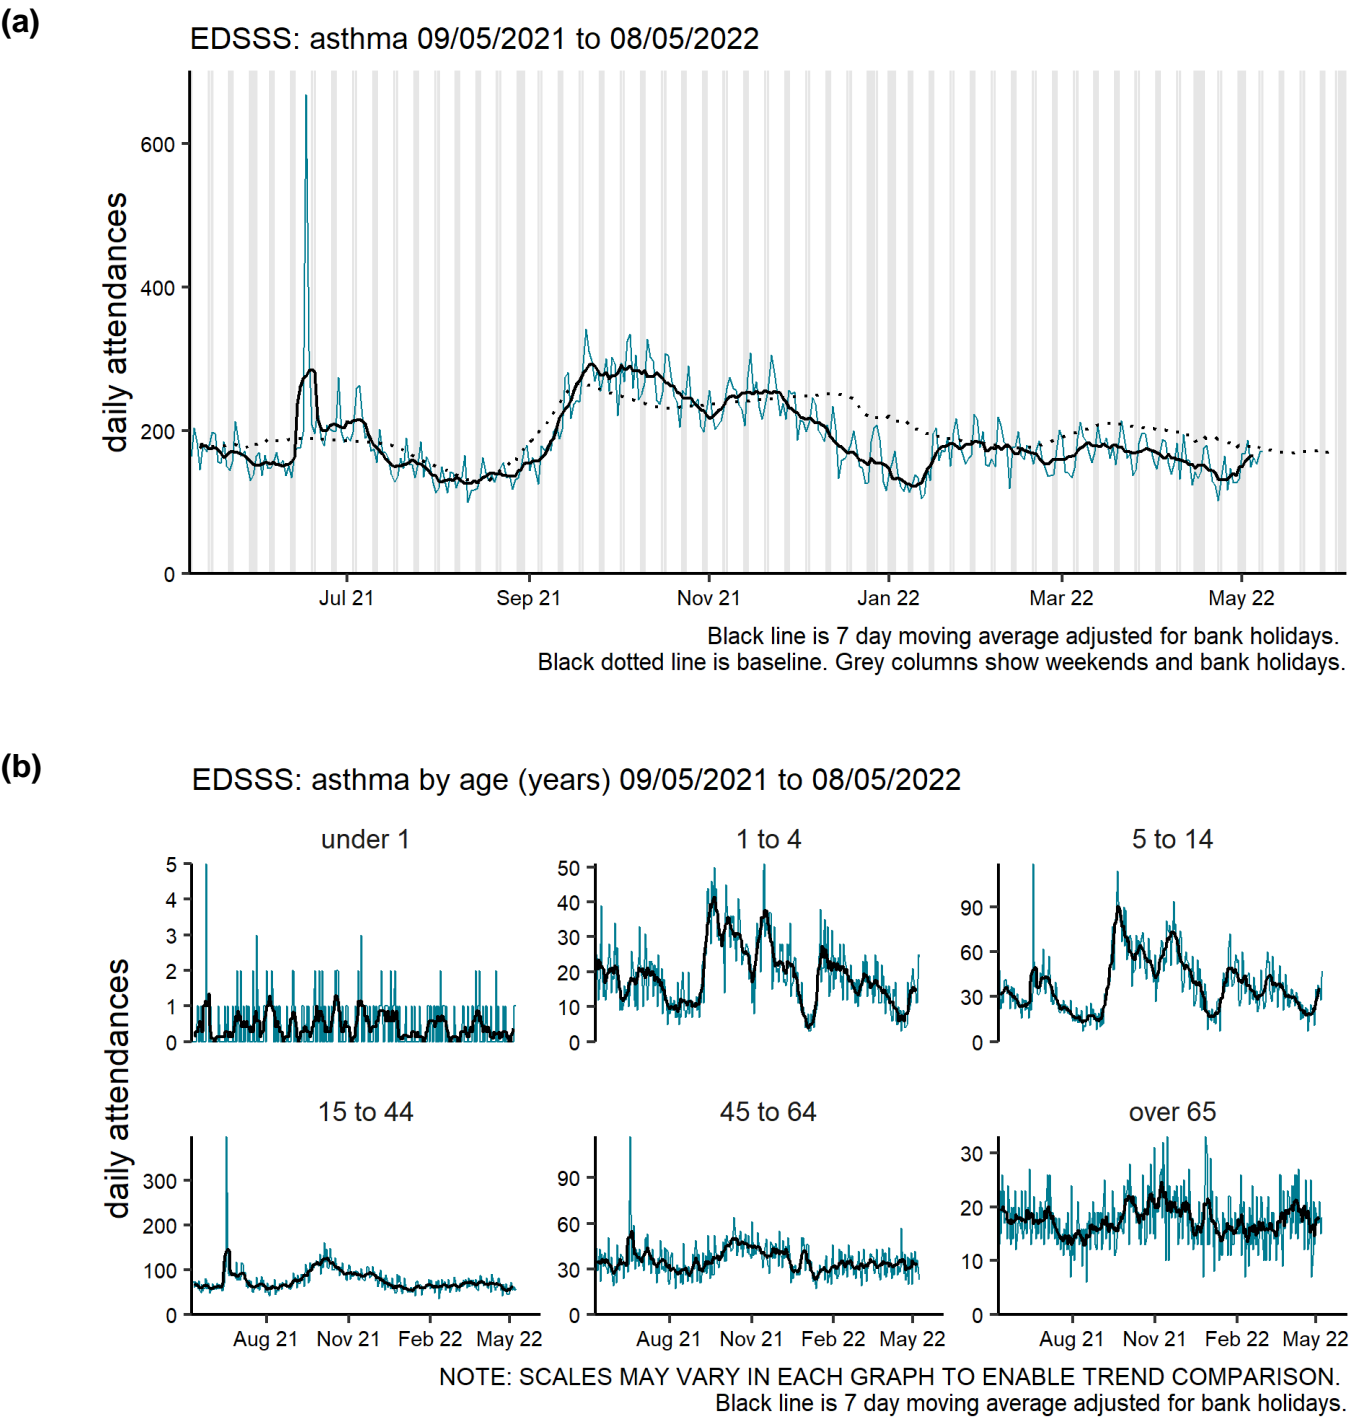 (a)
EDSSS: asthma 09/05/2021 to 08/05/2022
daily attendances
600
400
200
0
Jul 21 Sep 21 Nov 21 Jan 22 Mar 22 May 22
Black line is 7 day moving average adjusted for bank holidays.
Black dotted line is baseline. Grey columns show weekends and bank holidays.
(b)
EDSSS: asthma by age (years) 09/05/2021 to 08/05/2022
daily attendances
under 1
5
4
3
2
1
0
1 to 4
50
40
30
20
10
0
5 to 14
90
60
30
0
15 to 44
300
200
100
0
Aug 21 Nov 21 Feb 22 May 22
45 to 64
90
60
30
0
Aug 21 Nov 21 Feb 22 May 22
over 65
30
20
10
0
Aug 21 Nov 21 Feb 22 May 22
NOTE: SCALES MAY VARY IN EACH GRAPH TO ENABLE TREND COMPARISON.
Black line is 7 day moving average adjusted for bank holidays.